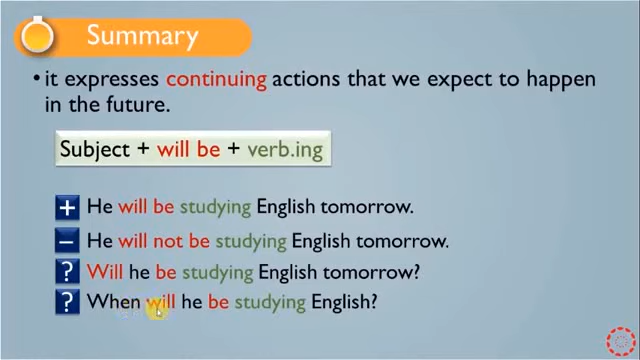 Summary
• it expresses continuing actions that we expect to happen
in the future.
Subject + will be + verb.ing
+ He will be studying English tomorrow.
− He will not be studying English tomorrow.
? Will he be studying English tomorrow?
? When will he be studying English?